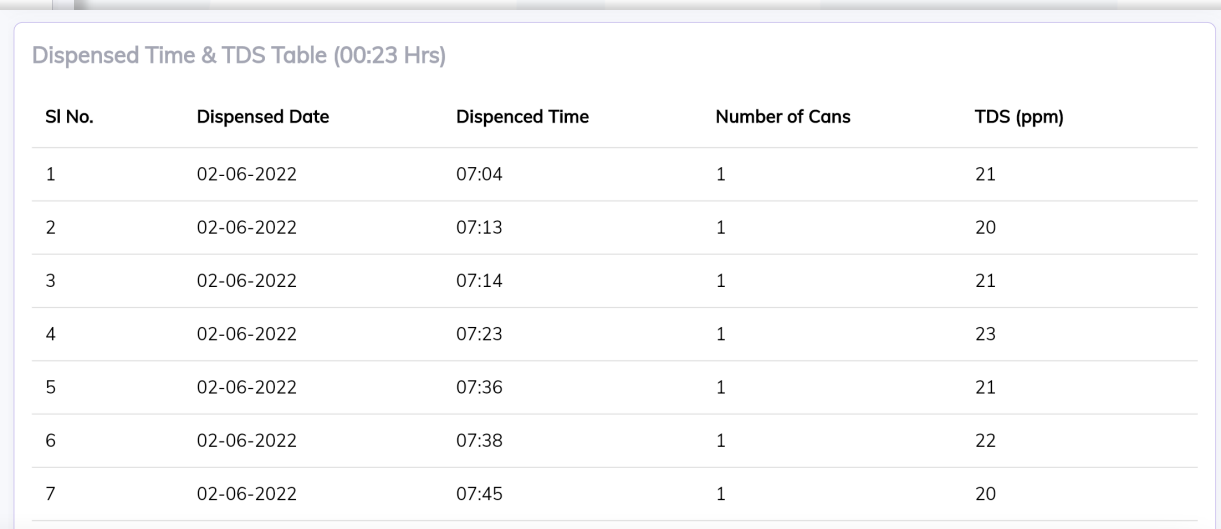 Dispensed Time & TDS Table (00:23 Hrs)
Sl No. Dispensed Date Dispenced Time Number of Cans TDS (ppm)
1 02-06-2022 07:04 1 21
2 02-06-2022 07:13 1 20
3 02-06-2022 07:14 1 21
4 02-06-2022 07:23 1 23
5 02-06-2022 07:36 1 21
6 02-06-2022 07:38 1 22
7 02-06-2022 07:45 1 20